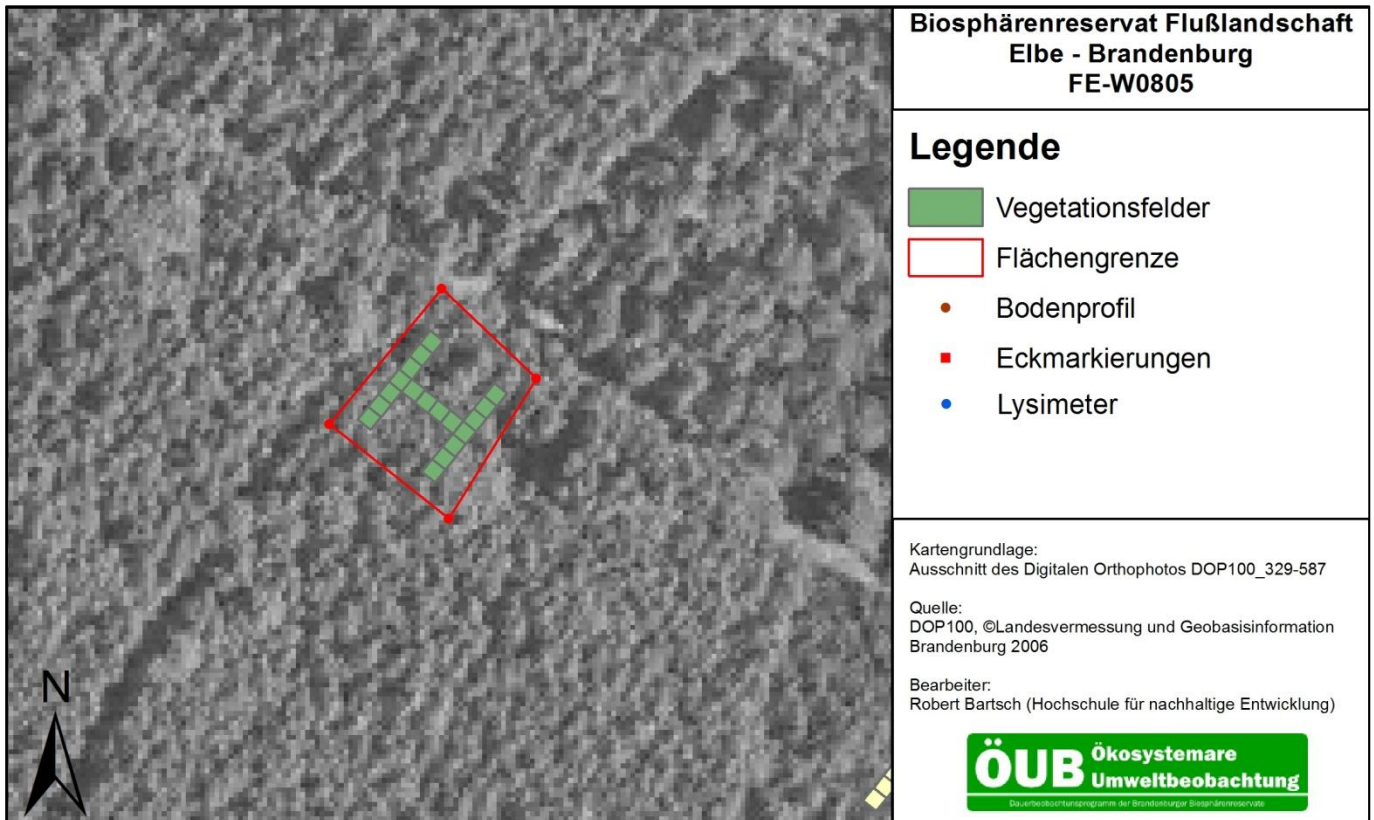 Biosphärenreservat Flußlandschaft
Elbe - Brandenburg
FE-W0805
Legende
Vegetationsfelder
Flächengrenze
Bodenprofil
Eckmarkierungen
Lysimeter
Kartengrundlage:
Ausschnitt des Digitalen Orthophotos DOP100_329-587
Quelle:
DOP100, ©Landesvermessung und Geobasisinformation
Brandenburg 2006
Bearbeiter:
Robert Bartsch (Hochschule für nachhaltige Entwicklung)
ÖUB Ökosystemare
Umweltbeobachtung
Dauerbeobachtungsprogramm der Brandenburger Biosphärenreservate
N